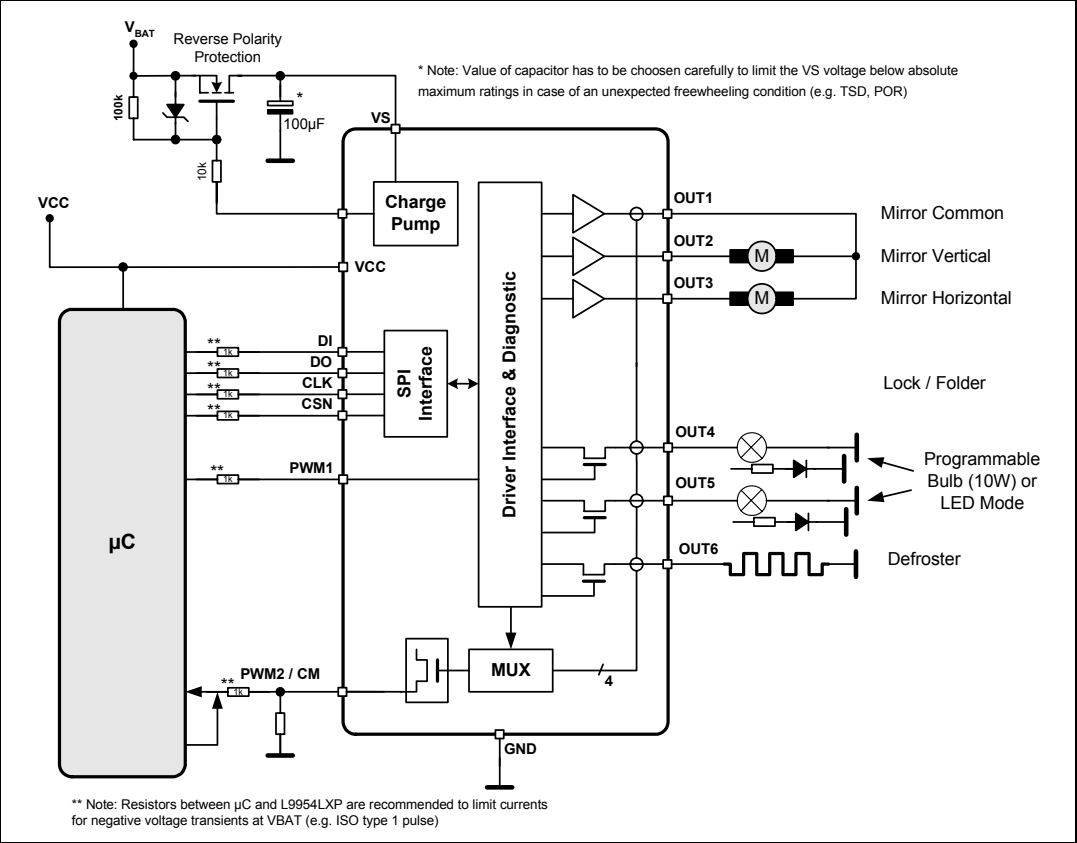 VBAT
Reverse Polarity
Protection
* Note: Value of capacitor has to be choosen carefully to limit the VS voltage below absolute
maximum ratings in case of an unexpected freewheeling condition (e.g. TSD, POR)
100k
*
100µF
VS
10k
VCC
Charge
Pump
VCC
OUT1
Mirror Common
OUT2
M
Mirror Vertical
OUT3
M
Mirror Horizontal
Driver Interface & Diagnostic
** 1k DI
** 1k DO
** 1k CLK
** 1k CSN
SPI
Interface
Lock / Folder
OUT4
Programmable
Bulb (10W) or
LED Mode
** 1k PWM1
OUT5
µC
OUT6
Defroster
MUX
4
** 1k PWM2 / CM
GND
** Note: Resistors between µC and L9954LXP are recommended to limit currents
for negative voltage transients at VBAT (e.g. ISO type 1 pulse)